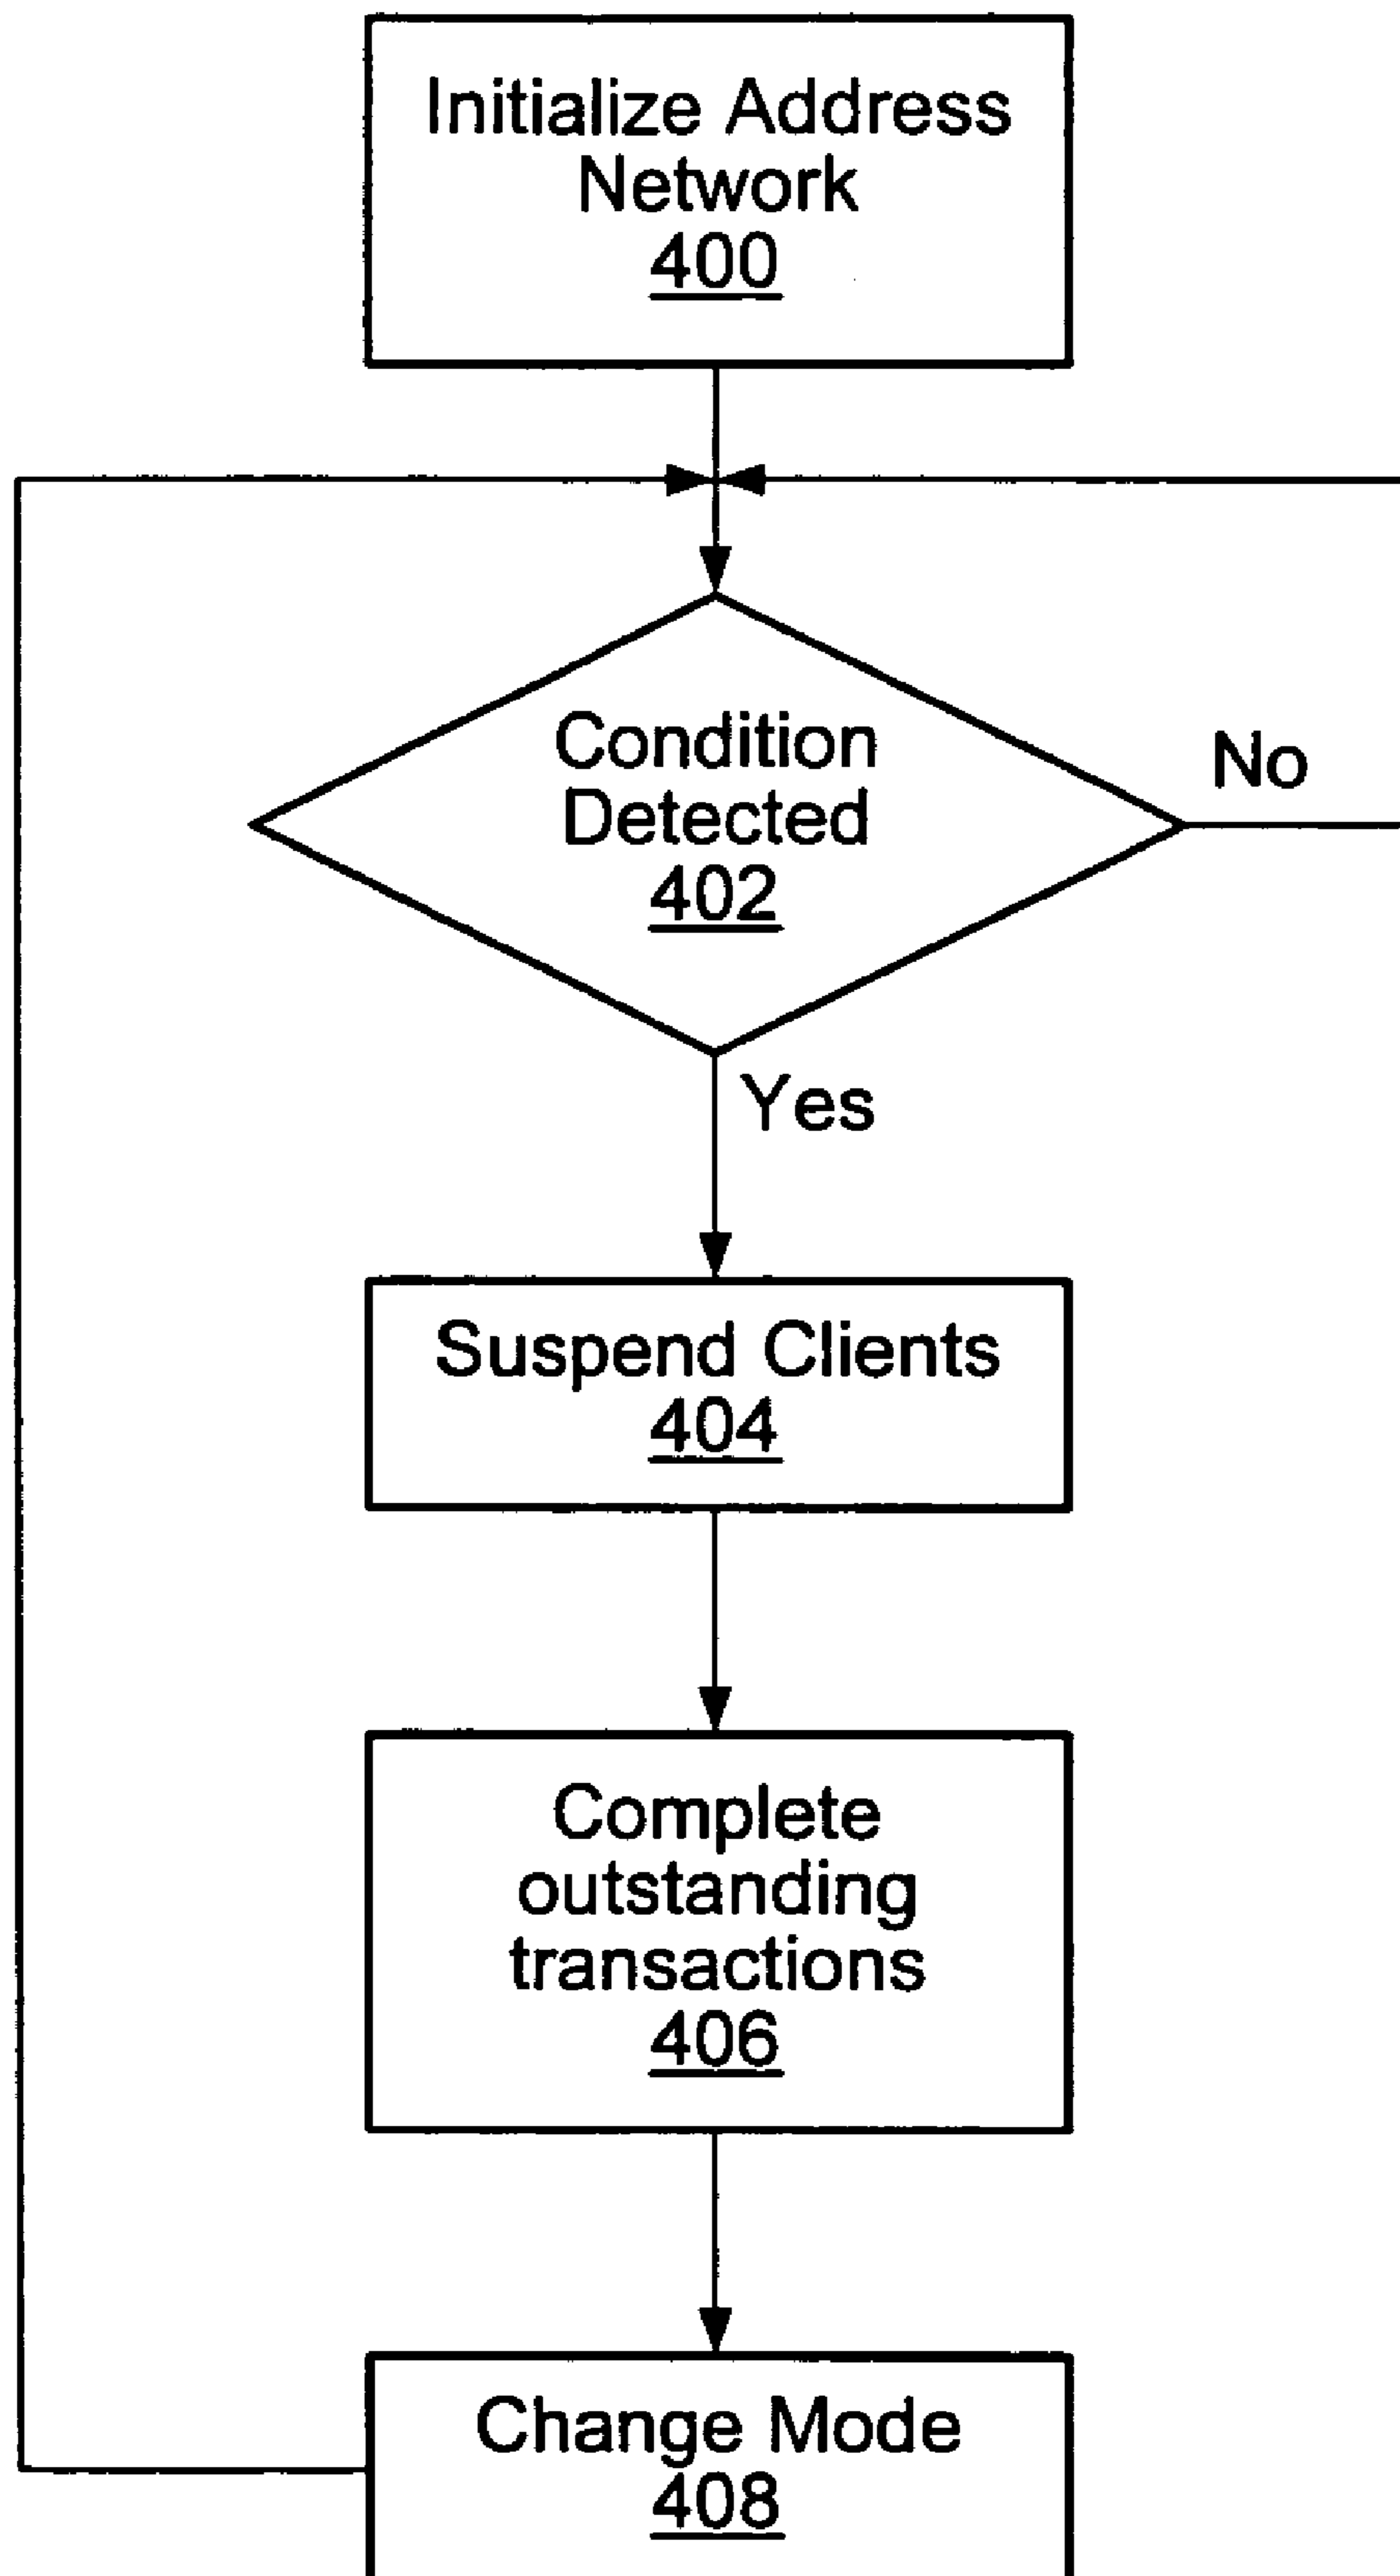 Initialize Address
Network
400
Condition
Detected
402
No
Yes
Suspend Clients
404
Complete
outstanding
transactions
406
Change Mode
408